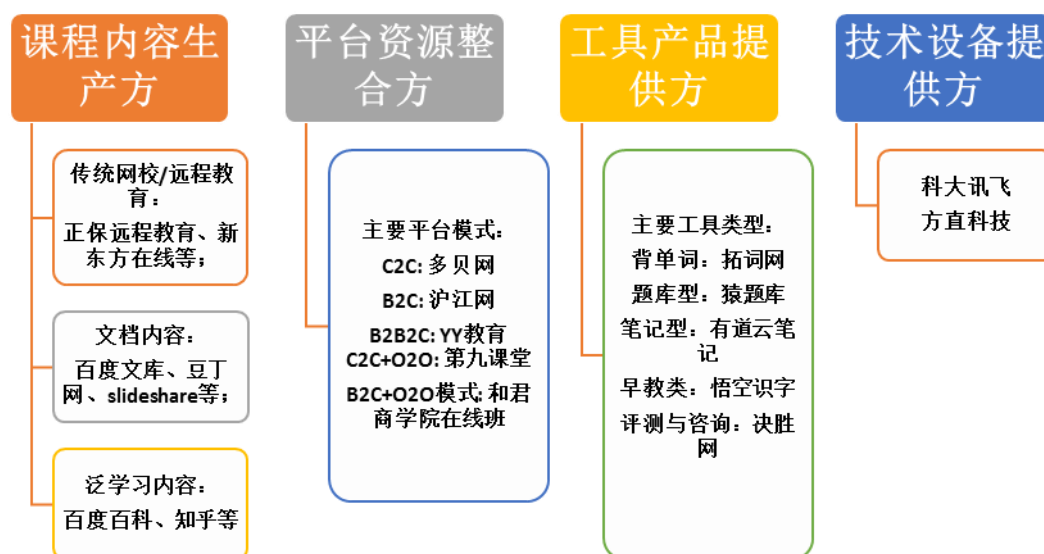 课程内容生
产方
传统网校/远程教
育：
正保远程教育、新
东方在线等；
文档内容：
百度文库、豆丁
网、slideshare等；
泛学习内容：
百度百科、知乎等
平台资源整
合方
主要平台模式：
C2C: 多贝网
B2C: 沪江网
B2B2C: YY教育
C2C+O2O: 第九课堂
B2C+O2O模式: 和君
商学院在线班
工具产品提
供方
主要工具类型：
背单词：拓词网
题库型：猿题库
笔记型：有道云笔
记
早教类：悟空识字
评测与咨询：决胜
网
技术设备提
供方
科大讯飞
方直科技